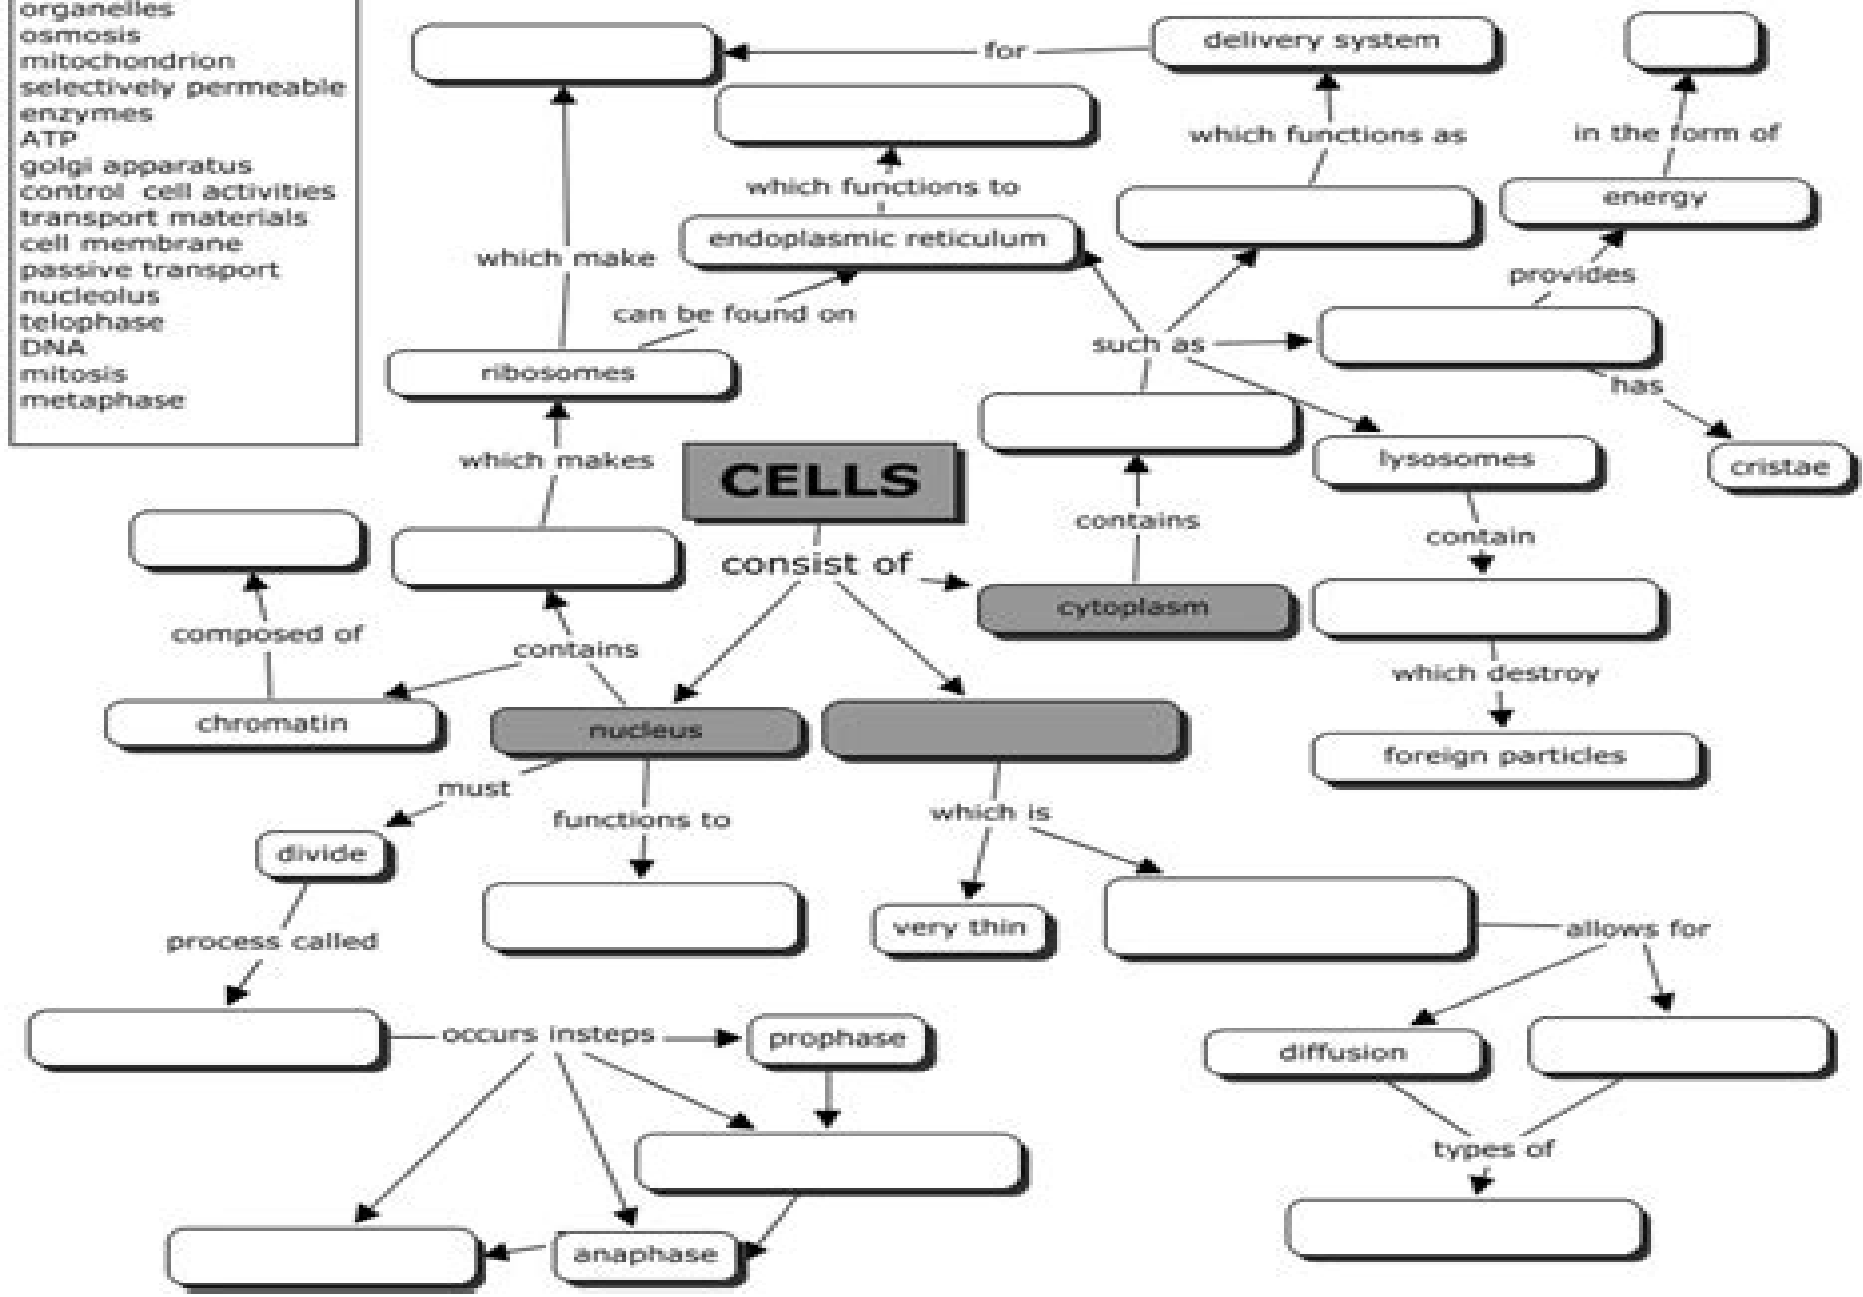 organelles
osmosis
mitochondrion
selectively permeable
enzymes
ATP
golgi apparatus
control cell activities
transport materials
cell membrane
passive transport
nucleolus
telophase
DNA
mitosis
metaphase
for
delivery system
which functions as
in the form of
which functions to
energy
endoplasmic reticulum
which make
provides
can be found on
such as
ribosomes
has
which makes
CELLS
lysosomes
cristae
contains
contain
consist of
cytoplasm
composed of
contains
which destroy
chromatin
nucleus
foreign particles
must
functions to
which is
divide
process called
very thin
allows for
occurs insteps
prophase
diffusion
types of
anaphase